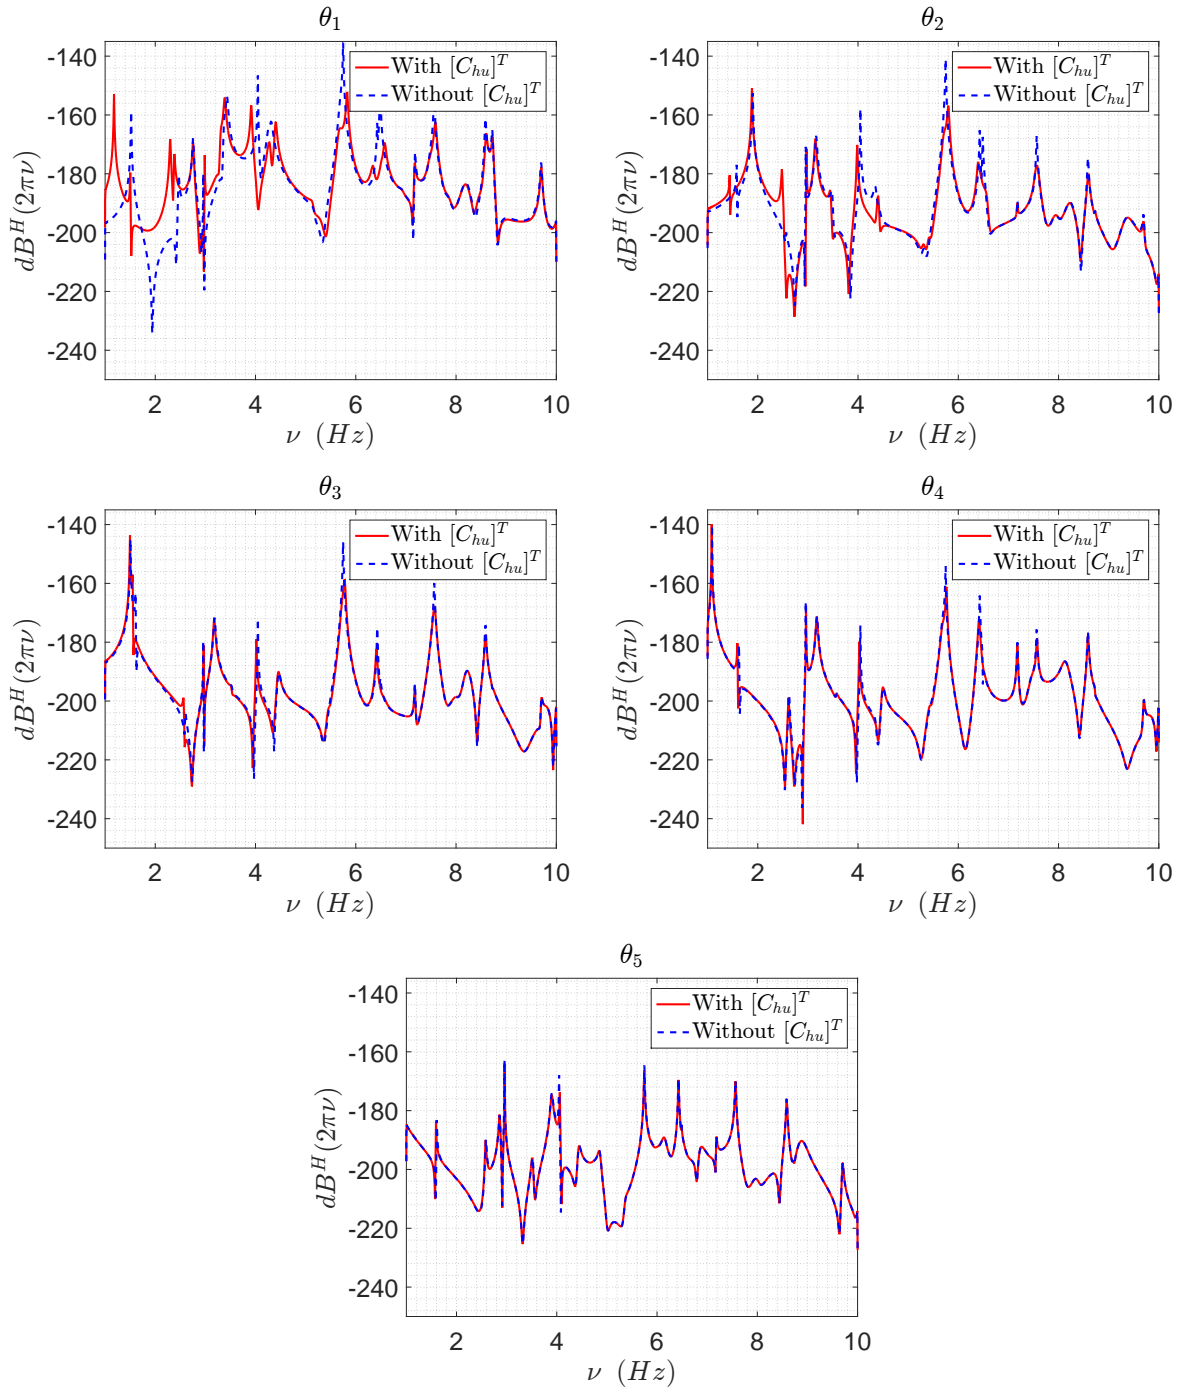 θ1
-140
-160
-180
-200
-220
-240
dB^H(2πν)
With [C_hu]^T
Without [C_hu]^T
2 4 6 8 10
ν (Hz)
θ2
-140
-160
-180
-200
-220
-240
dB^H(2πν)
With [C_hu]^T
Without [C_hu]^T
2 4 6 8 10
ν (Hz)
θ3
-140
-160
-180
-200
-220
-240
dB^H(2πν)
With [C_hu]^T
Without [C_hu]^T
2 4 6 8 10
ν (Hz)
θ4
-140
-160
-180
-200
-220
-240
dB^H(2πν)
With [C_hu]^T
Without [C_hu]^T
2 4 6 8 10
ν (Hz)
θ5
-140
-160
-180
-200
-220
-240
dB^H(2πν)
With [C_hu]^T
Without [C_hu]^T
2 4 6 8 10
ν (Hz)